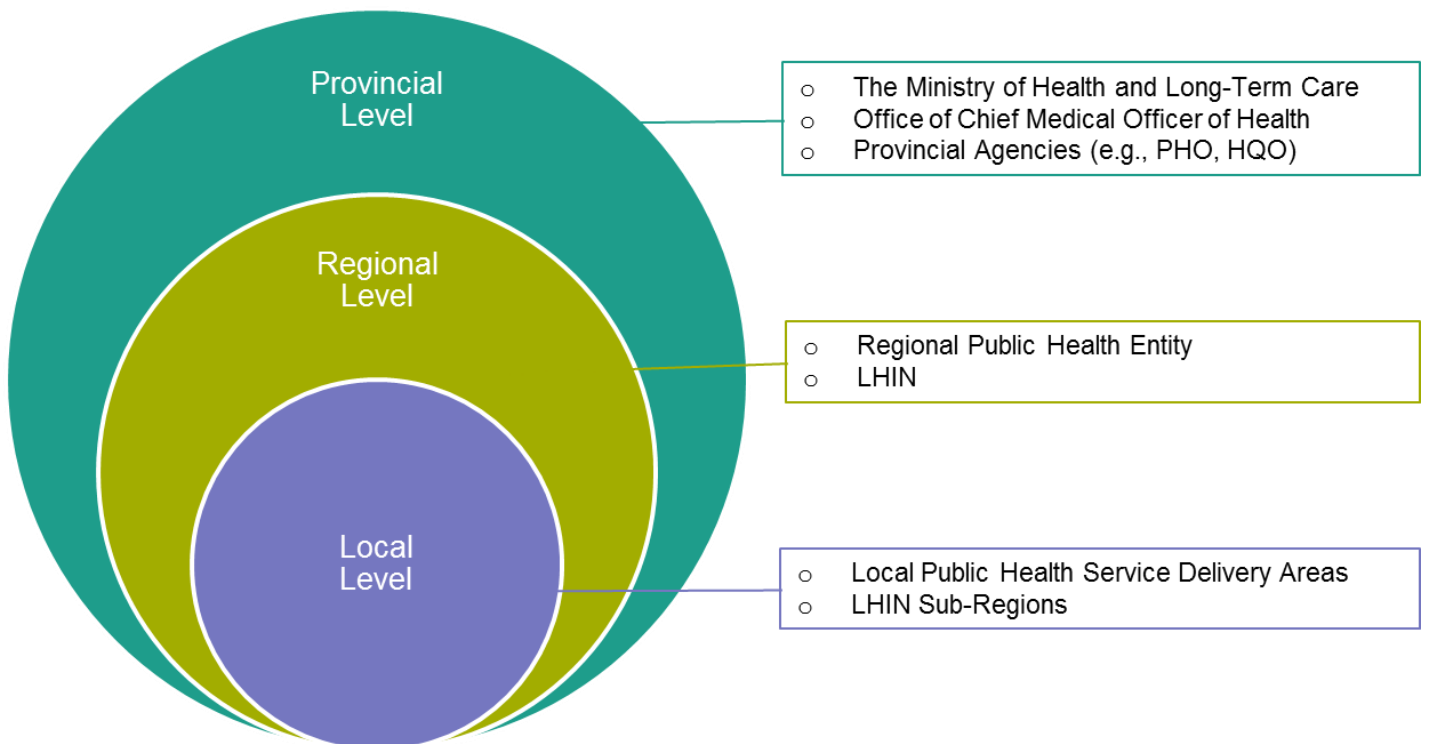 Provincial
Level
o The Ministry of Health and Long-Term Care
o Office of Chief Medical Officer of Health
o Provincial Agencies (e.g., PHO, HQO)
Regional
Level
o Regional Public Health Entity
o LHIN
Local
Level
o Local Public Health Service Delivery Areas
o LHIN Sub-Regions